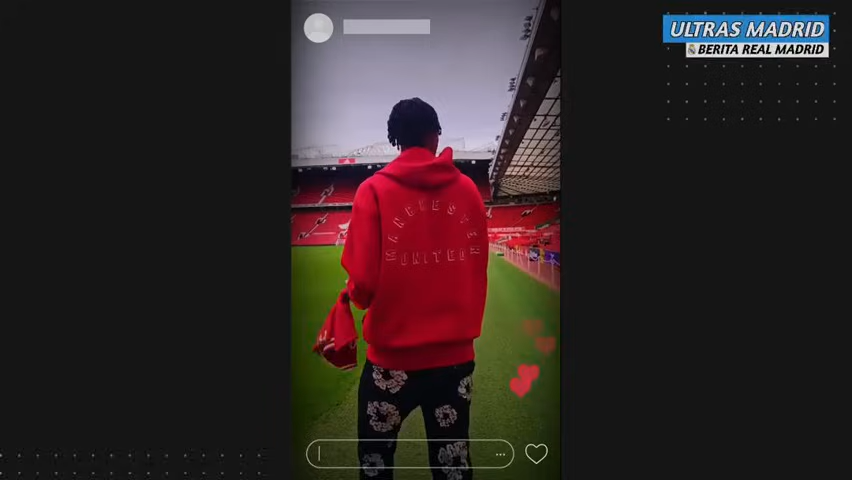 ULTRAS MADRID
BERITA REAL MADRID
MANCHESTER
UNITED